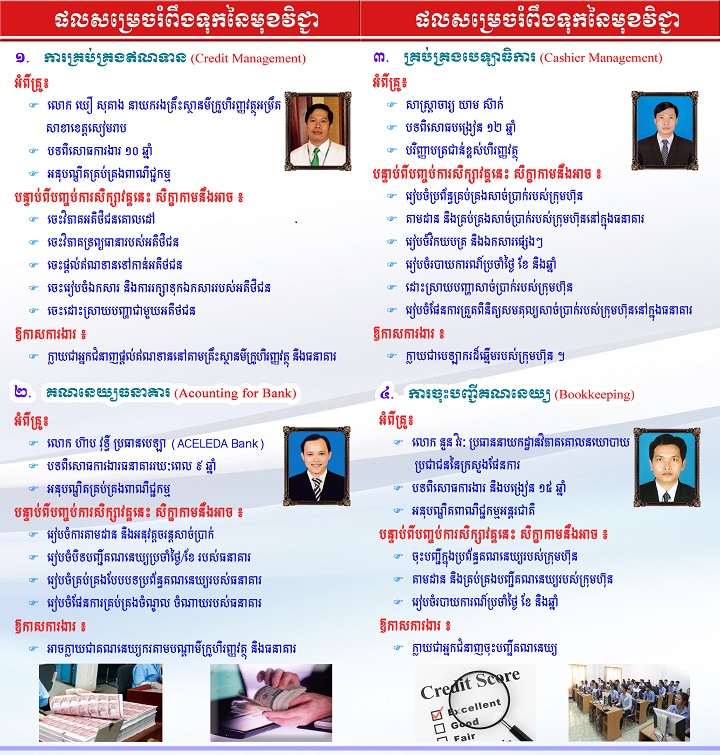 ផលសម្រេចរំពឹងទុកនៃមុខវិជ្ជា
១. ការគ្រប់គ្រងឥណទាន (Credit Management)
អំពីគ្រូ៖
លោក ឃឿ សុគាង នាយករងគ្រឹះស្ថានមីក្រូហិរញ្ញវត្ថុអម្រឹត
សាខាខេត្តសៀមរាប
បទពិសោធការងារ ១០ ឆ្នាំ
អនុបណ្ឌិតគ្រប់គ្រងពាណិជ្ជកម្ម
បន្ទាប់ពីបញ្ចប់ការសិក្សាវគ្គនេះ សិក្ខាកាមនឹងអាច ៖
ចេះវិភាគអតិថិជនគោលដៅ
ចេះវិភាគទ្រព្យធានារបស់អតិថិជន
ចេះផ្តល់ឥណទានទៅកាន់អតិថិជន
ចេះរៀបចំឯកសារ និងការរក្សាទុកឯកសាររបស់អតិថិជន
ចេះដោះស្រាយបញ្ហាជាមួយអតិថជន
ឱកាសការងារ ៖
ក្លាយជាអ្នកជំនាញផ្តល់ឥណទាននៅតាមគ្រឹះស្ថានមីក្រូហិរញ្ញវត្ថុ និងធនាគារ
២. គណនេយ្យធនាគារ (Acounting for Bank)
អំពីគ្រូ៖
លោក ហ៊ាប វុទ្ធី ប្រធានបេឡា (ACELEDA Bank)
បទពិសោធការងារធនាគាររយៈពេល ៩ ឆ្នាំ
អនុបណ្ឌិតគ្រប់គ្រងពាណិជ្ជកម្ម
បន្ទាប់ពីបញ្ចប់ការសិក្សាវគ្គនេះ សិក្ខាកាមនឹងអាច ៖
រៀបចំការតាមដាន និងអនុវត្តចរន្តសាច់ប្រាក់
រៀបចំបិទបញ្ជីគណនេយ្យប្រចាំថ្ងៃ/ខែ របស់ធនាគារ
រៀបចំគ្រប់គ្រងបែបបទប្រព័ន្ធគណនេយ្យរបស់ធនាគារ
រៀបចំផែនការគ្រប់គ្រងចំណូល ចំណាយរបស់ធនាគារ
ឱកាសការងារ ៖
អាចក្លាយជាគណនេយ្យករតាមបណ្តាមីក្រូហិរញ្ញវត្ថុ និងធនាគារ
ផលសម្រេចរំពឹងទុកនៃមុខវិជ្ជា
៣. គ្រប់គ្រងបេឡាធិការ (Cashier Management)
អំពីគ្រូ៖
សាស្ត្រាចារ្យ ឃាម ស៊ាក់
បទពិសោធបង្រៀន ១២ ឆ្នាំ
បរិញ្ញាបត្រជាន់ខ្ពស់ហិរញ្ញវត្ថុ
បន្ទាប់ពីបញ្ចប់ការសិក្សាវគ្គនេះ សិក្ខាកាមនឹងអាច ៖
រៀបចំប្រព័ន្ធគ្រប់គ្រងសាច់ប្រាក់របស់ក្រុមហ៊ុន
តាមដាន និងគ្រប់គ្រងសាច់ប្រាក់របស់ក្រុមហ៊ុននៅក្នុងធនាគារ
រៀបចំវិកយបត្រ និងឯកសារផ្សេងៗ
រៀបចំរបាយការណ៍ប្រចាំថ្ងៃ ខែ និងឆ្នាំ
ដោះស្រាយបញ្ហាសាច់ប្រាក់របស់ក្រុមហ៊ុន
រៀបចំផែនការត្រួតពិនិត្យសមតុល្យសាច់ប្រាក់របស់ក្រុមហ៊ុននៅក្នុងធនាគារ
ឱកាសការងារ ៖
ក្លាយជាបេឡាករដ៏ឆ្នើមរបស់ក្រុមហ៊ុន ។
៤. ការចុះបញ្ជីគណនេយ្យ (Bookkeeping)
អំពីគ្រូ៖
លោក នួន វិរៈ ប្រធាននាយកដ្ឋានវិភាគគោលនយោបាយ
ប្រជាជននៃក្រសួងផែនការ
បទពិសោធការងារ និងបង្រៀន ១៥ ឆ្នាំ
អនុបណ្ឌិតពាណិជ្ជកម្មអន្តរជាតិ
បន្ទាប់ពីបញ្ចប់ការសិក្សាវគ្គនេះ សិក្ខាកាមនឹងអាច ៖
ចុះបញ្ជីក្នុងប្រព័ន្ធគណនេយ្យរបស់ក្រុមហ៊ុន
តាមដាន និងគ្រប់គ្រងបញ្ជីគណនេយ្យរបស់ក្រុមហ៊ុន
រៀបចំរបាយការណ៍ប្រចាំថ្ងៃ ខែ និងឆ្នាំ
ឱកាសការងារ ៖
ក្លាយជាអ្នកជំនាញចុះបញ្ជីគណនេយ្យ
Credit Score
Excellent
Good
Fair